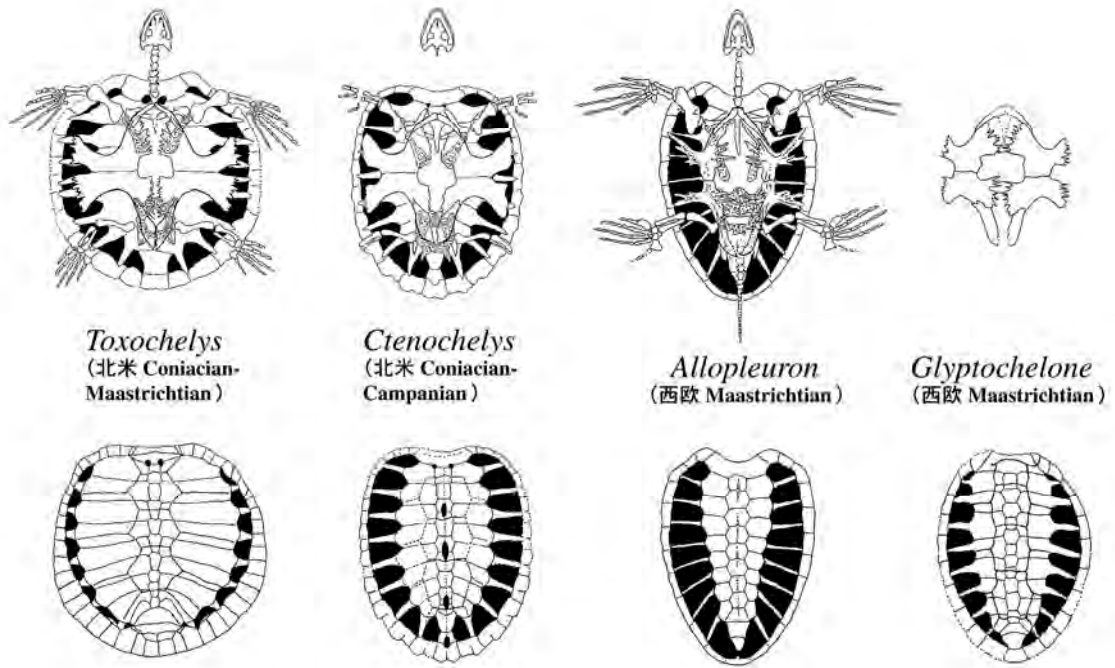 Toxochelys
（北米 Coniacian-
Maastrichtian）
Ctenochelys
（北米 Coniacian-
Campanian）
Allopleuron
（西欧 Maastrichtian）
Glyptochelone
（西欧 Maastrichtian）